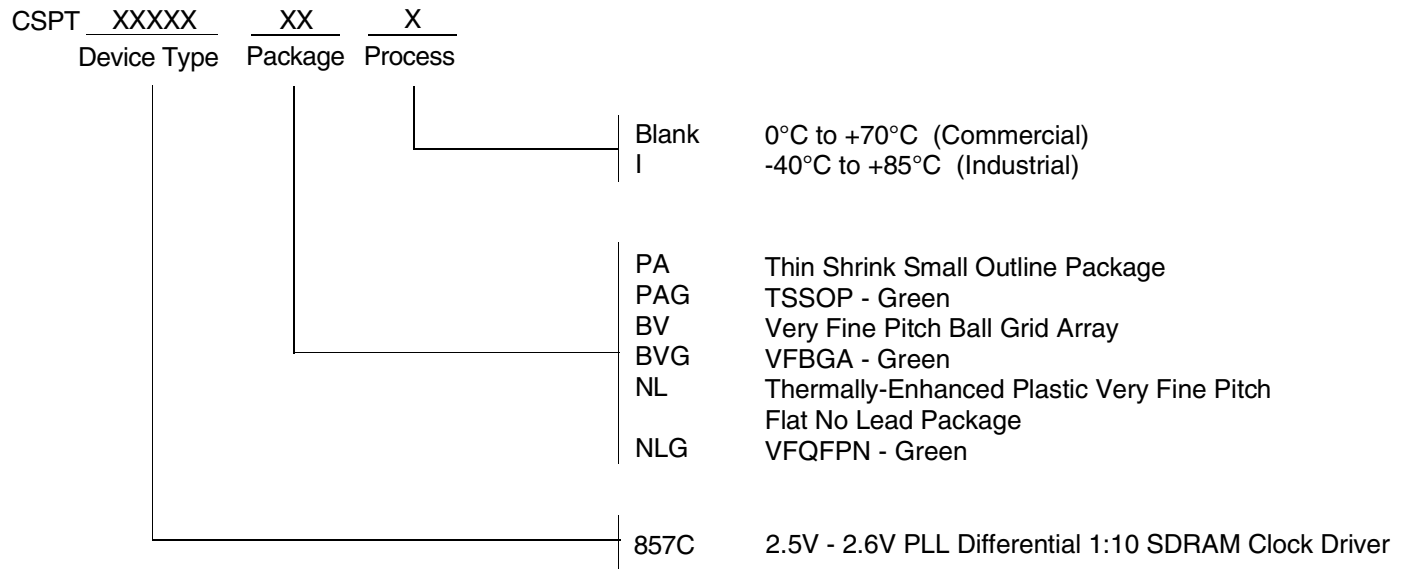 CSPT XXXXX XX X
Device Type Package Process
Blank 0°C to +70°C (Commercial)
I -40°C to +85°C (Industrial)
PA Thin Shrink Small Outline Package
PAG TSSOP - Green
BV Very Fine Pitch Ball Grid Array
BVG VFBGA - Green
NL Thermally-Enhanced Plastic Very Fine Pitch
Flat No Lead Package
NLG VFQFPN - Green
857C 2.5V - 2.6V PLL Differential 1:10 SDRAM Clock Driver